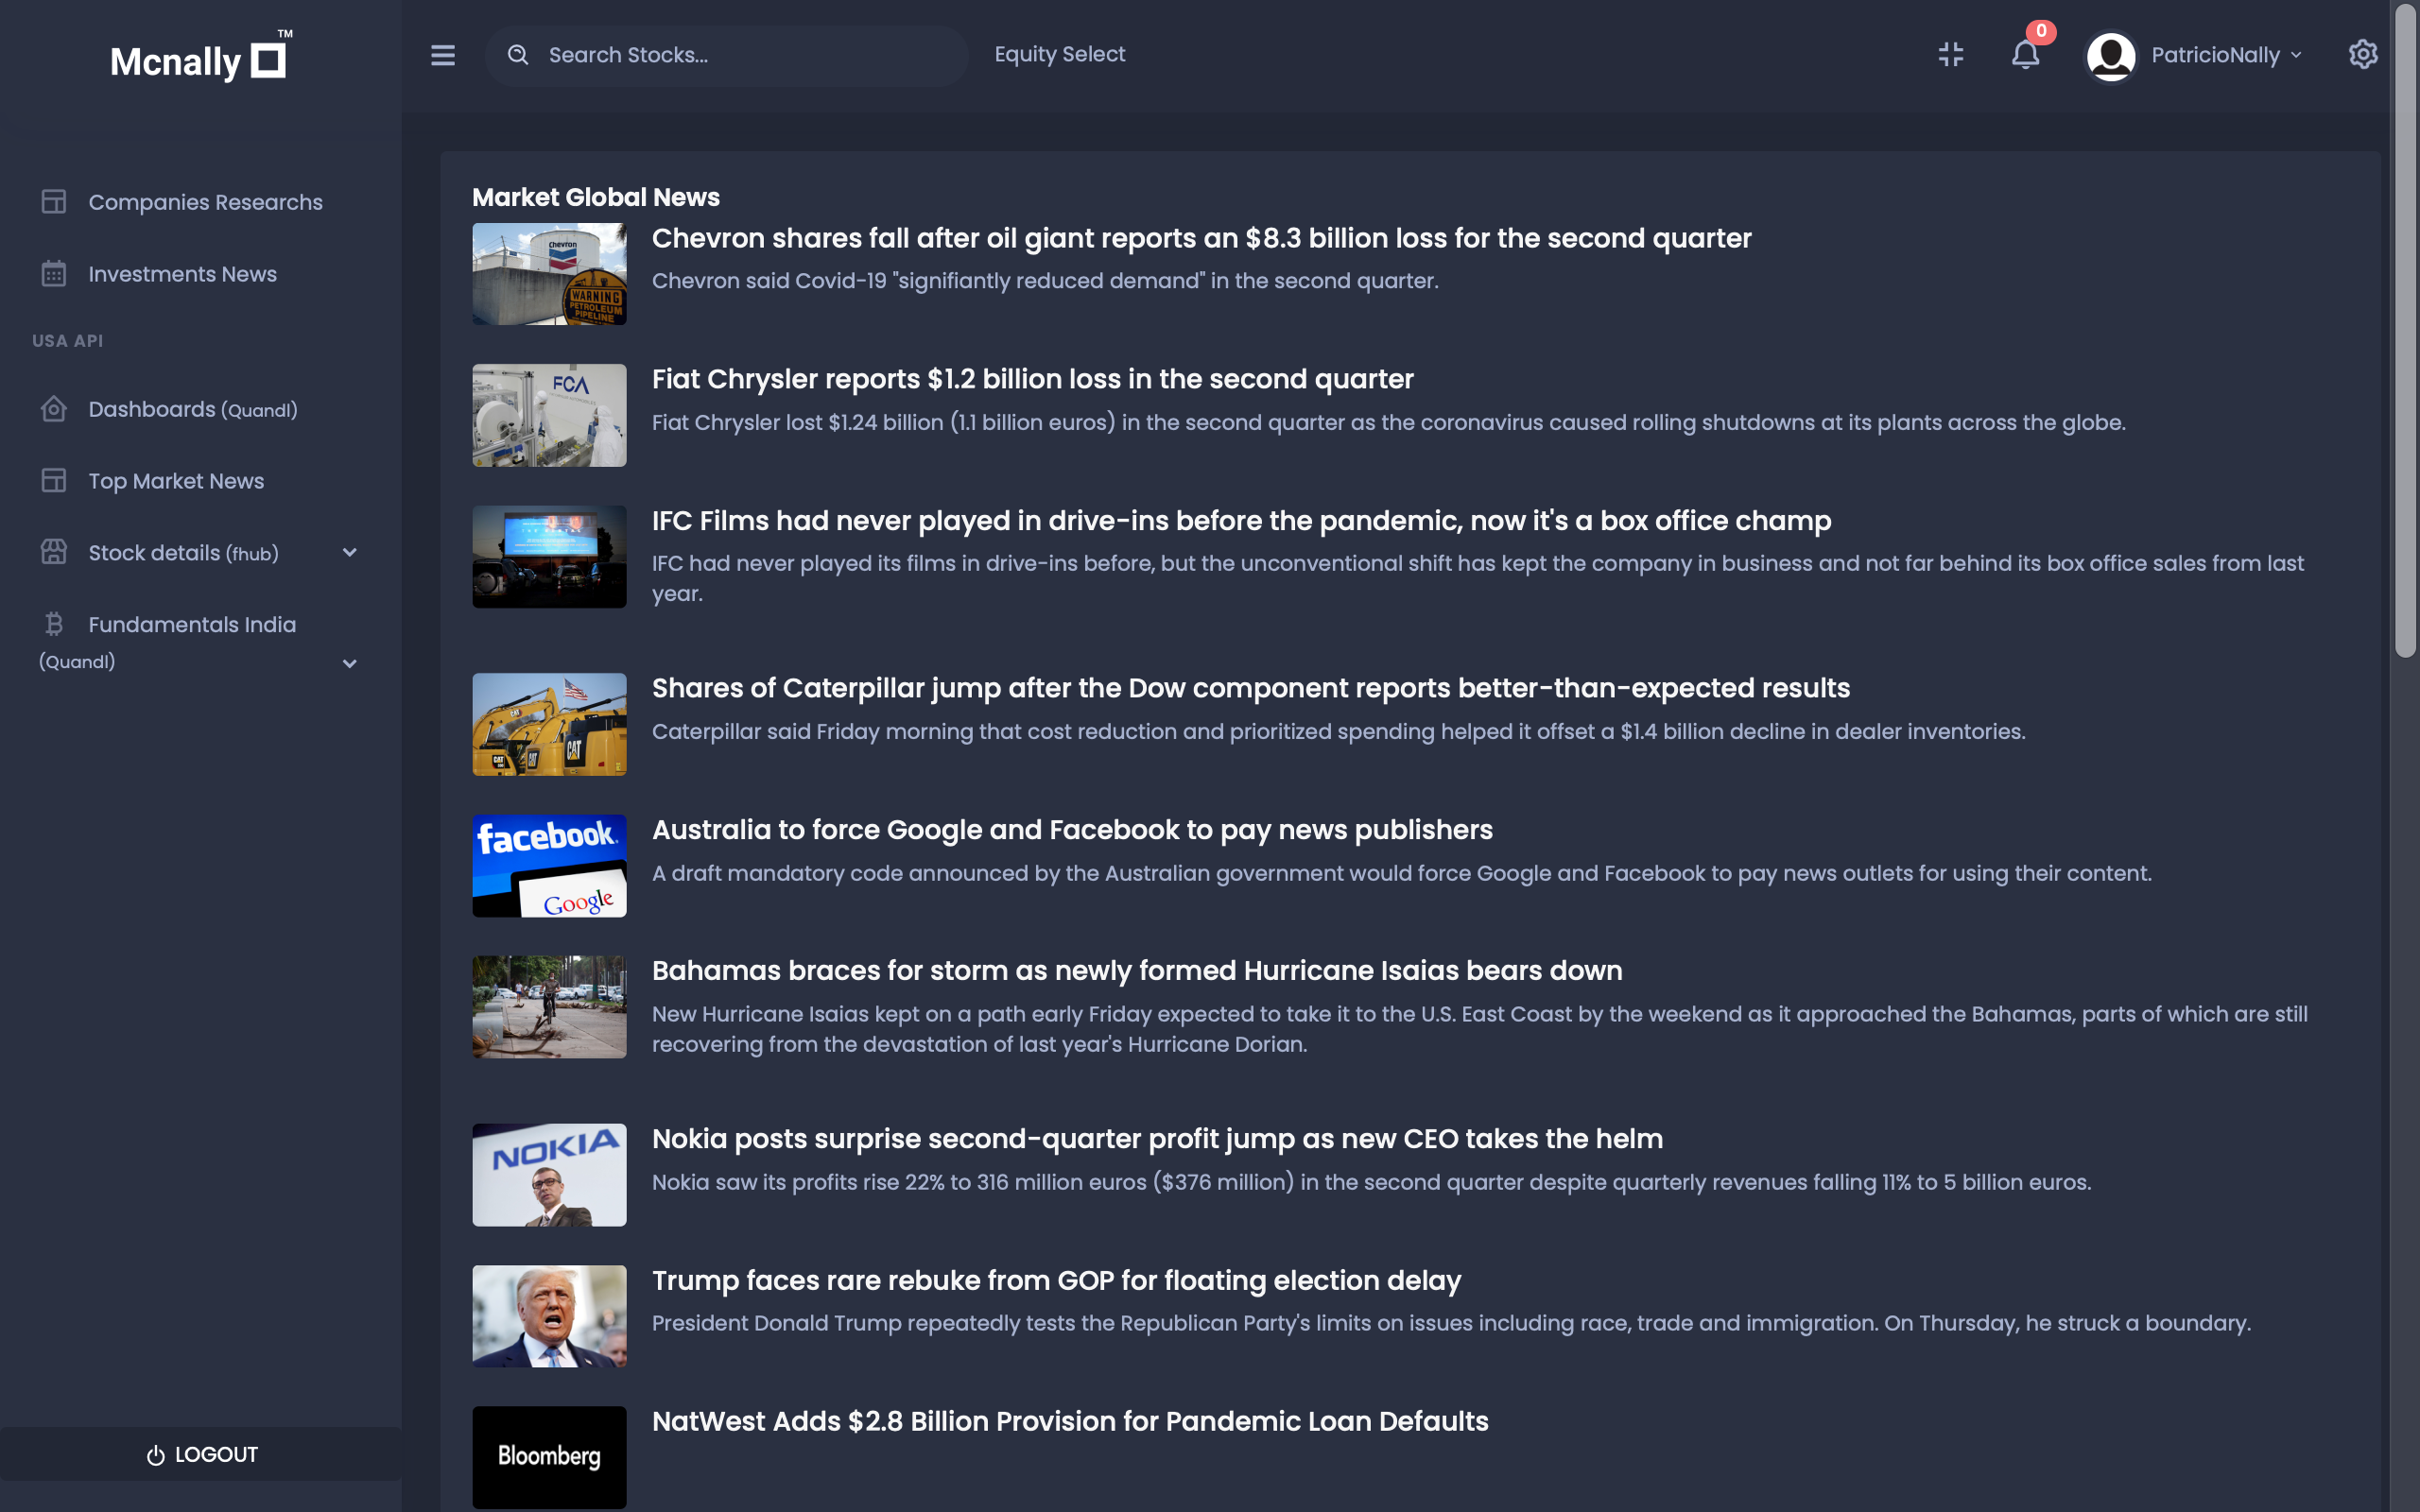 Mcnally TM
Search Stocks...
Equity Select
0
PatricioNally
Companies Researchs
Investments News
USA API
Dashboards (Quandl)
Top Market News
Stock details (fhub)
Fundamentals India
(Quandl)
LOGOUT
Market Global News
Chevron
WARNING
PETROLEUM
PIPELINE
Chevron shares fall after oil giant reports an $8.3 billion loss for the second quarter
Chevron said Covid-19 "signifiantly reduced demand" in the second quarter.
FCA
Fiat Chrysler reports $1.2 billion loss in the second quarter
Fiat Chrysler lost $1.24 billion (1.1 billion euros) in the second quarter as the coronavirus caused rolling shutdowns at its plants across the globe.
IFC Films had never played in drive-ins before the pandemic, now it's a box office champ
IFC had never played its films in drive-ins before, but the unconventional shift has kept the company in business and not far behind its box office sales from last
year.
CAT
CAT
CAT
CAT
Shares of Caterpillar jump after the Dow component reports better-than-expected results
Caterpillar said Friday morning that cost reduction and prioritized spending helped it offset a $1.4 billion decline in dealer inventories.
facebook.
Google
Australia to force Google and Facebook to pay news publishers
A draft mandatory code announced by the Australian government would force Google and Facebook to pay news outlets for using their content.
Bahamas braces for storm as newly formed Hurricane Isaias bears down
New Hurricane Isaias kept on a path early Friday expected to take it to the U.S. East Coast by the weekend as it approached the Bahamas, parts of which are still
recovering from the devastation of last year's Hurricane Dorian.
NOKIA
Nokia posts surprise second-quarter profit jump as new CEO takes the helm
Nokia saw its profits rise 22% to 316 million euros ($376 million) in the second quarter despite quarterly revenues falling 11% to 5 billion euros.
Trump faces rare rebuke from GOP for floating election delay
President Donald Trump repeatedly tests the Republican Party's limits on issues including race, trade and immigration. On Thursday, he struck a boundary.
Bloomberg
NatWest Adds $2.8 Billion Provision for Pandemic Loan Defaults